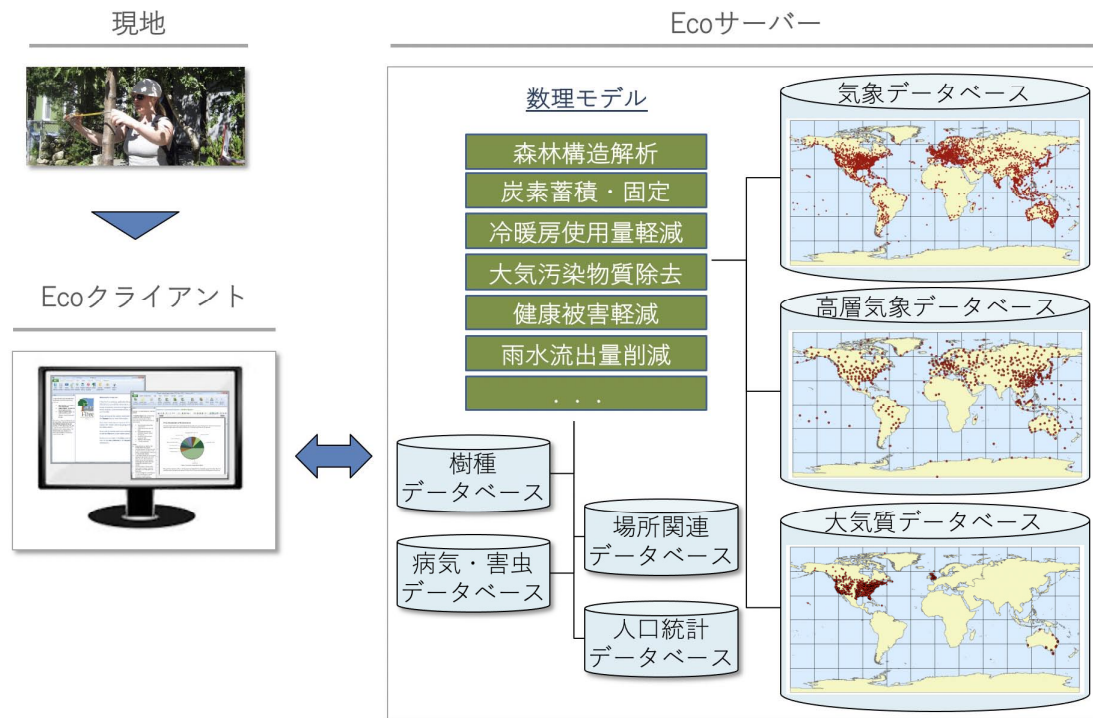 現地
Ecoサーバー
数理モデル
森林構造解析
炭素蓄積・固定
冷暖房使用量軽減
大気汚染物質除去
健康被害軽減
雨水流出量削減
. . .
気象データベース
高層気象データベース
大気質データベース
Ecoクライアント
樹種
データベース
病気・害虫
データベース
場所関連
データベース
人口統計
データベース